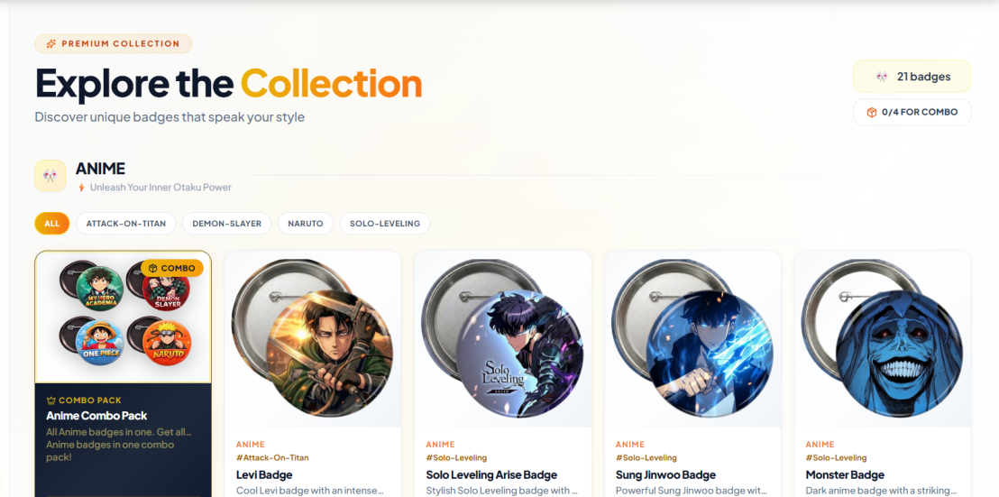 PREMIUM COLLECTION
Explore the Collection
Discover unique badges that speak your style
21 badges
0/4 FOR COMBO
ANIME
Unleash Your Inner Otaku Power
ALL
ATTACK-ON-TITAN
DEMON-SLAYER
NARUTO
SOLO-LEVELING
COMBO
MY HERO
ACADEMIA
DEMON
SLAYER
ONE PIECE
NARUTO
COMBO PACK
Anime Combo Pack
All Anime badges in one. Get all...
Anime badges in one combo
pack!
ANIME
#Attack-On-Titan
Levi Badge
Cool Levi badge with an intense...
Solo
Leveling
ANIME
#Solo-Leveling
Solo Leveling Arise Badge
Stylish Solo Leveling badge with ...
ANIME
#Solo-Leveling
Sung Jinwoo Badge
Powerful Sung Jinwoo badge wit...
ANIME
#Solo-Leveling
Monster Badge
Dark anime badge with a striking...